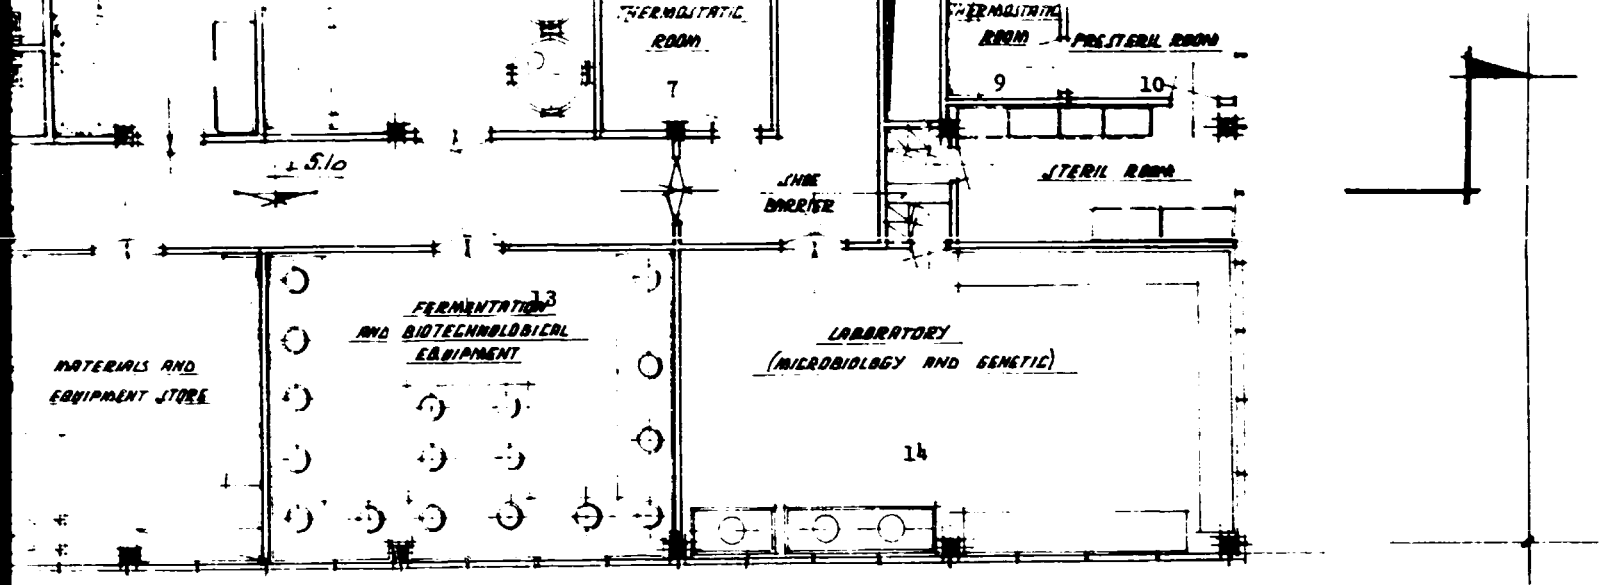 THERMOSTATIC
ROOM
7
THERMOSTATIC
ROOM
9
PRESTERIL ROOM
10
5.10
SHOE
BARRIER
STERIL ROOM
13
FERMENTATION
AND BIOTECHNOLOGICAL
EQUIPMENT
MATERIALS AND
EQUIPMENT STORE
LABORATORY
(MICROBIOLOGY AND GENETIC)
14